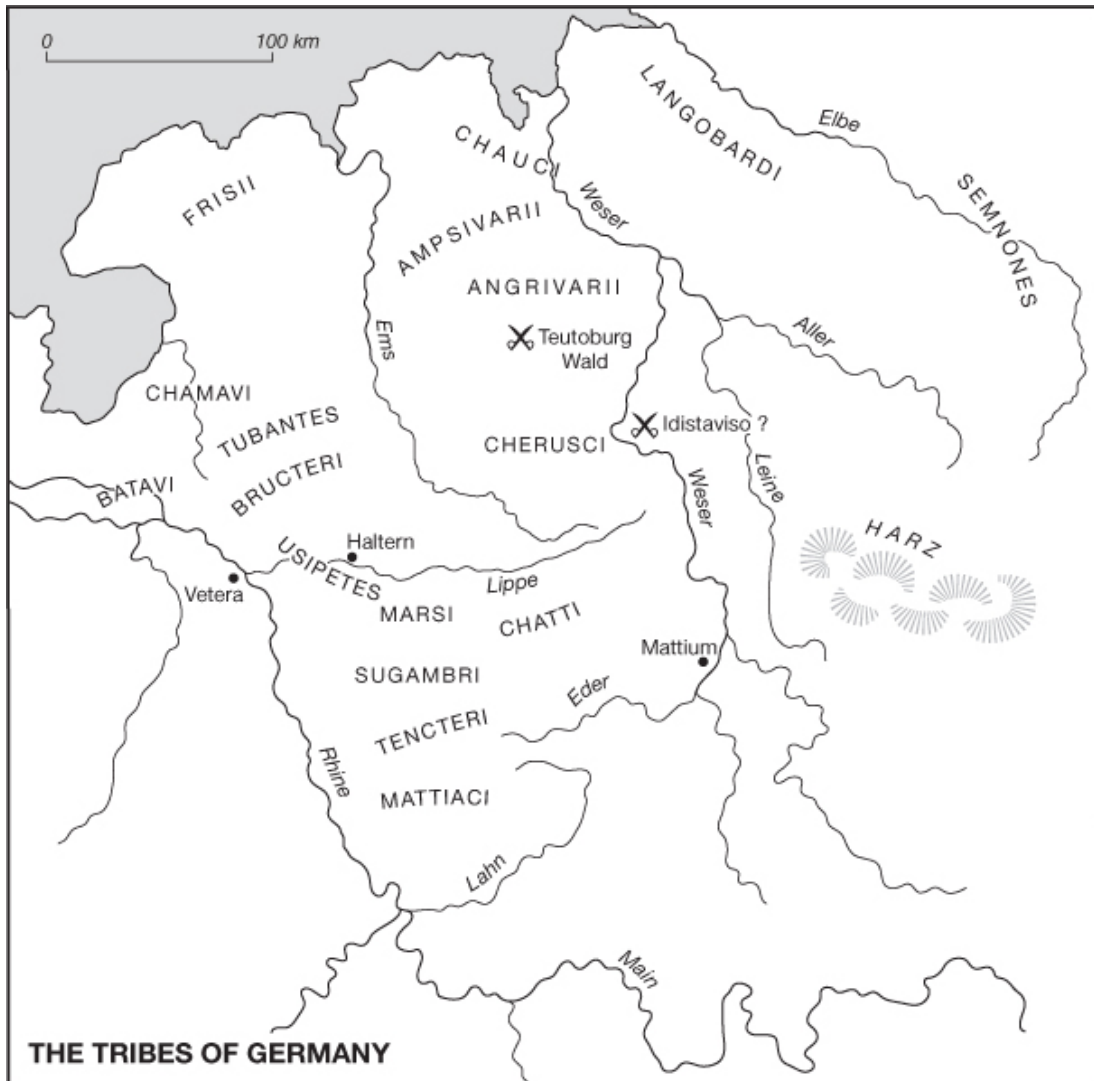 0 100 km
LANGOBARDI
Elbe
CHAUCI
SEMNONES
FRISII
Weser
AMPSIVARII
ANGRIVARII
Ems
Teutoburg
Wald
Aller
CHAMAVI
TUBANTES
Idistaviso ?
CHERUSCI
BRUCTERI
Leine
BATAVI
Weser
HARZ
Haltern
USIPETES
Lippe
Vetera
MARSI
CHATTI
Mattium
SUGAMBRI
Eder
TENCTERI
Rhine
MATTIACI
Lahn
Main
THE TRIBES OF GERMANY